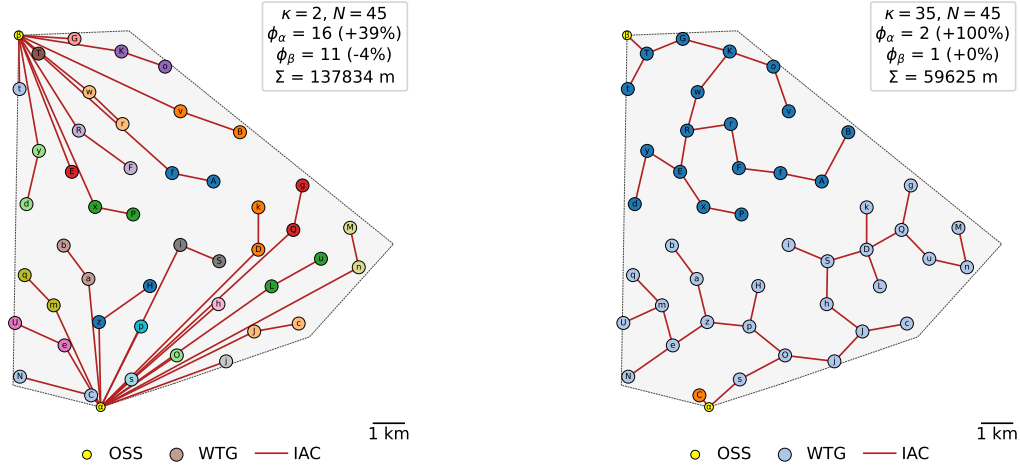 κ = 2, N = 45
ϕα = 16 (+39%)
ϕβ = 11 (-4%)
Σ = 137834 m
β
G
T
K
o
t
w
v
r
B
R
y
F
E
f
A
d
x
P
g
k
Q
M
b
i
D
S
u
n
q
a
H
L
m
h
U
z
p
J
c
e
O
j
N
s
C
α
1 km
OSS
WTG
IAC
κ = 35, N = 45
ϕα = 2 (+100%)
ϕβ = 1 (+0%)
Σ = 59625 m
β
G
T
K
o
t
w
v
r
B
R
y
F
E
f
A
d
x
P
g
k
Q
M
b
i
D
S
u
n
q
a
H
L
m
h
U
z
p
J
c
e
O
j
N
s
C
α
1 km
OSS
WTG
IAC